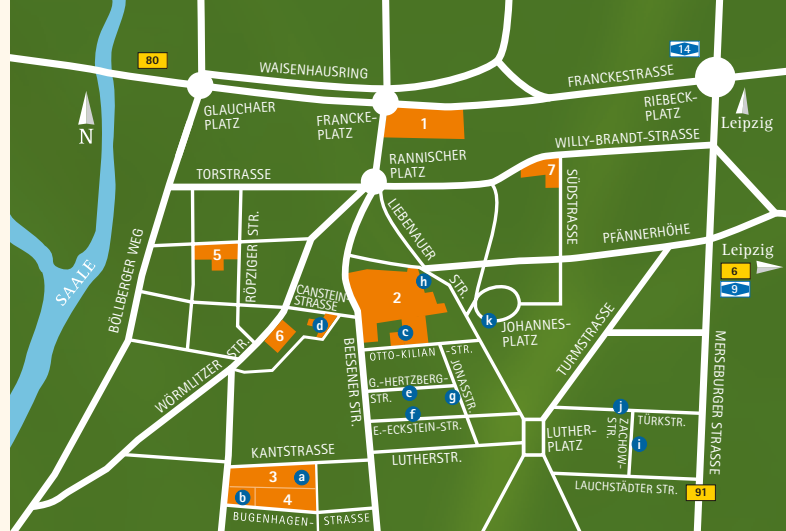 14
80
WAISENHAUSRING
FRANCKESTRASSE
GLAUCHAER
PLATZ
FRANCKE-
PLATZ
1
RIEBECK-
PLATZ
Leipzig
N
WILLY-BRANDT-STRASSE
RANNISCHER
PLATZ
TORSTRASSE
7
SÜDSTRASSE
LIEBENAUER
STR.
PFÄNNERHÖHE
RÖPZIGER STR.
5
BÖLLBERGER WEG
SAALE
Leipzig
6
9
CANSTEIN-
STRASSE
2
h
d
c
k
JOHANNES-
PLATZ
6
WÖRMLITZER STR.
BEESENER STR.
OTTO-KILIAN-STR.
G.-HERTZBERG-
STR.
e
g
JONASSTR.
f
E.-ECKSTEIN-STR.
TURMSTRASSE
MERSEBURGER STRASSE
j
TÜRKSTR.
ZACHOW-
STR.
i
LUTHER-
PLATZ
KANTSTRASSE
LUTHERSTR.
3
a
b
4
LAUCHSTÄDTER STR.
91
BUGENHAGEN-STRASSE